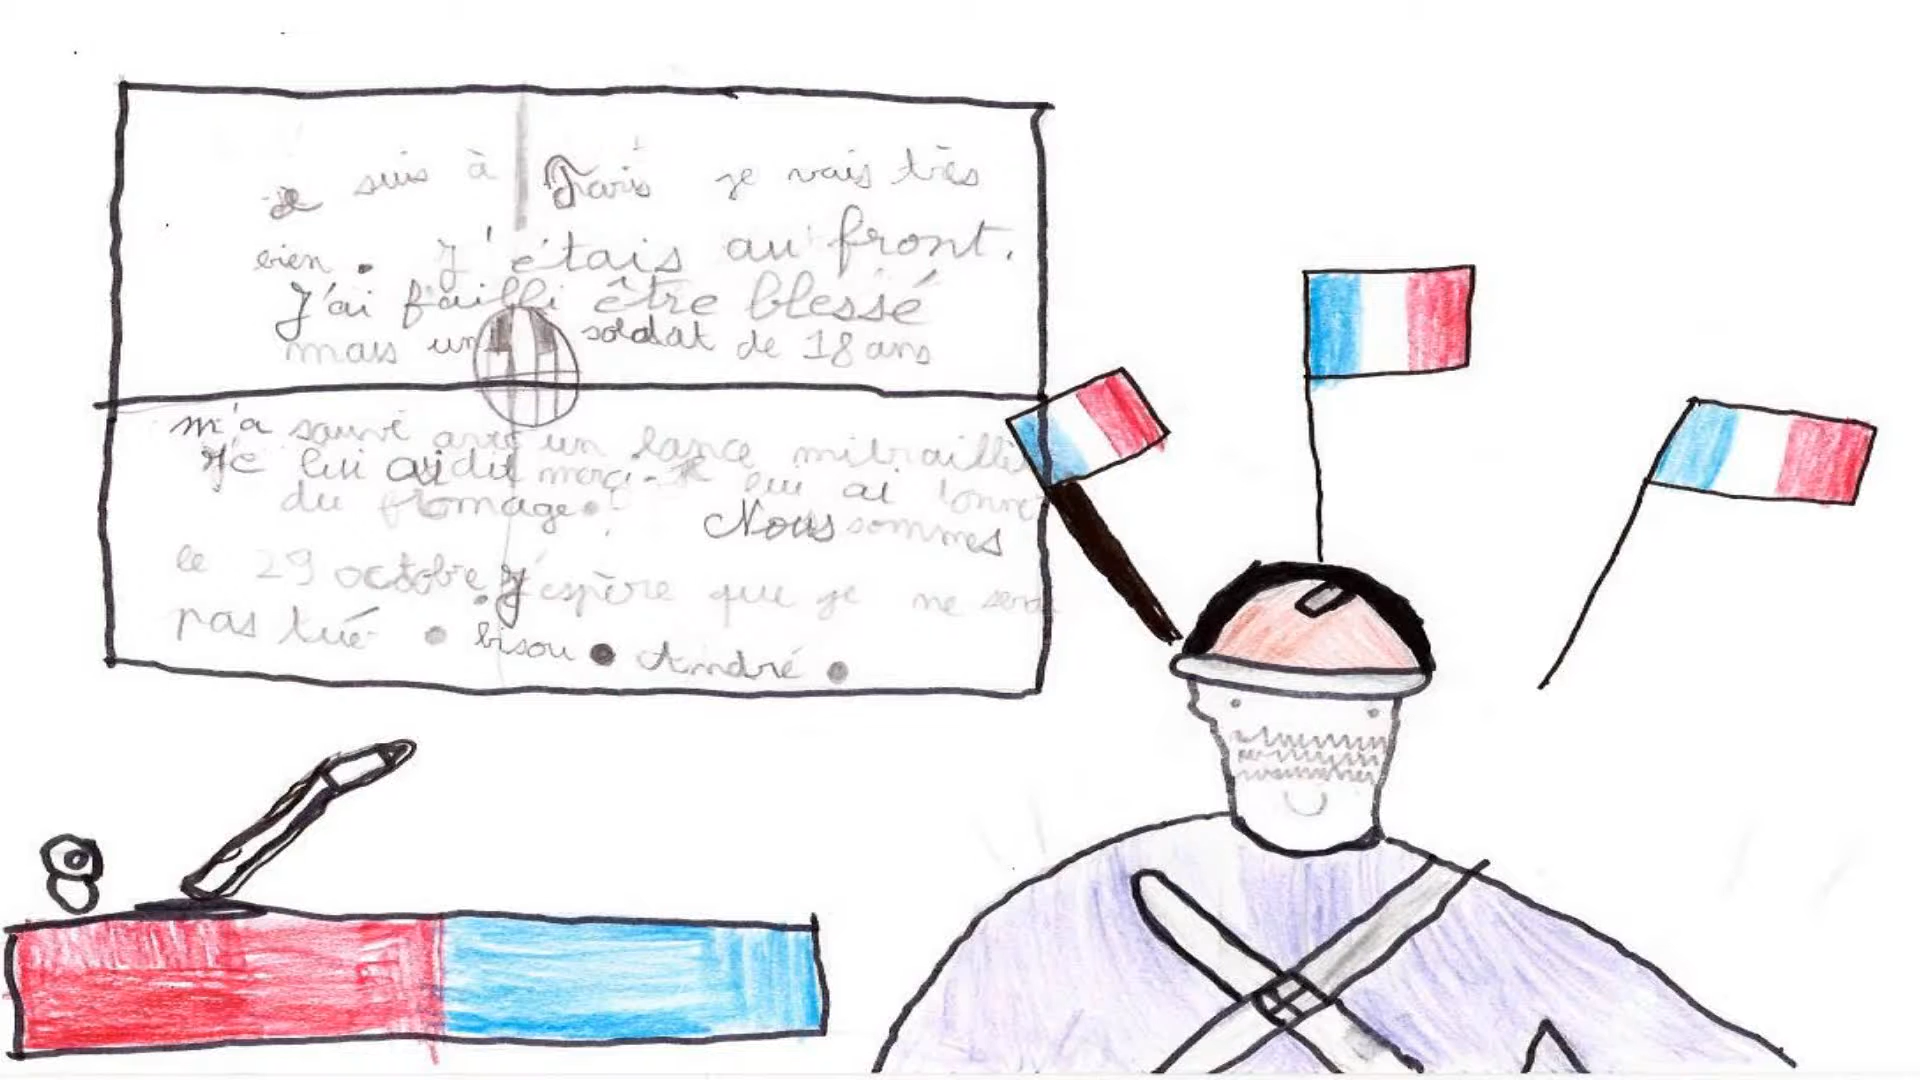 Je suis à Paris je vais très
bien. J'étais au front.
J'ai failli être blessé
mais un soldat de 18 ans
m'a sauvé avec un lance mitraille
Je lui ai dit merci. Je lui ai donné
du fromage. Nous sommes
le 29 octobre. J'espère que je ne serai
pas tué. bisou. André.